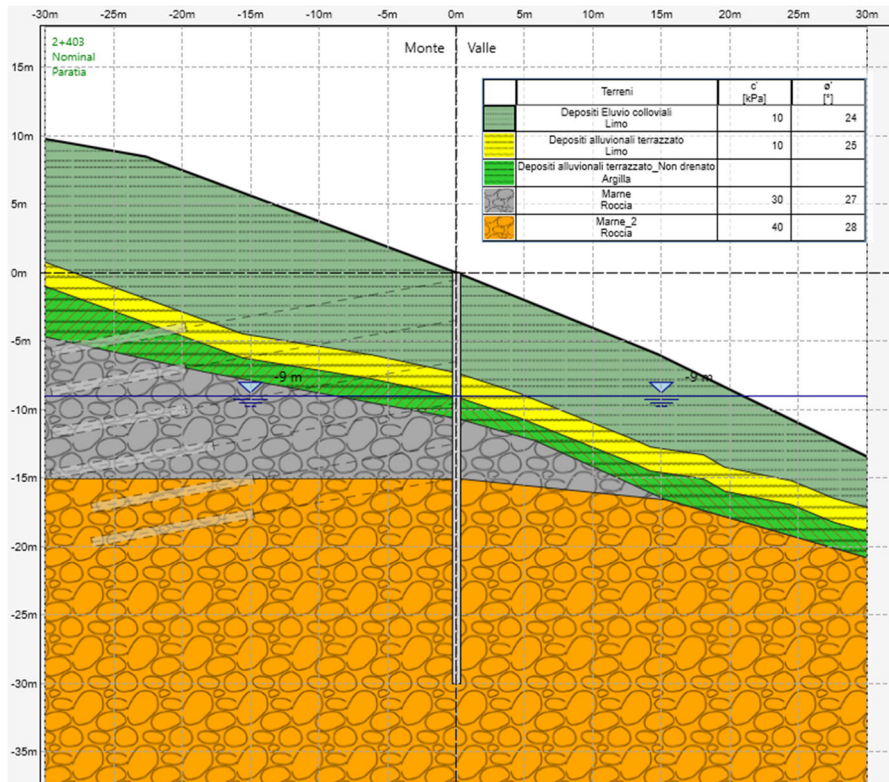 -30m -25m -20m -15m -10m -5m 0m 5m 10m 15m 20m 25m 30m
2+403
Nominal
Paratia
Monte Valle
15m
10m
5m
0m
-5m
-10m
-15m
-20m
-25m
-30m
-35m
Terreni c' ø'
[kPa] [°]
Depositi Eluvio colloviali 10 24
Limo
Depositi alluvionali terrazzato 10 25
Limo
Depositi alluvionali terrazzato_Non drenato
Argilla
Marne 30 27
Roccia
Marne_2 40 28
Roccia
-9 m
-9 m